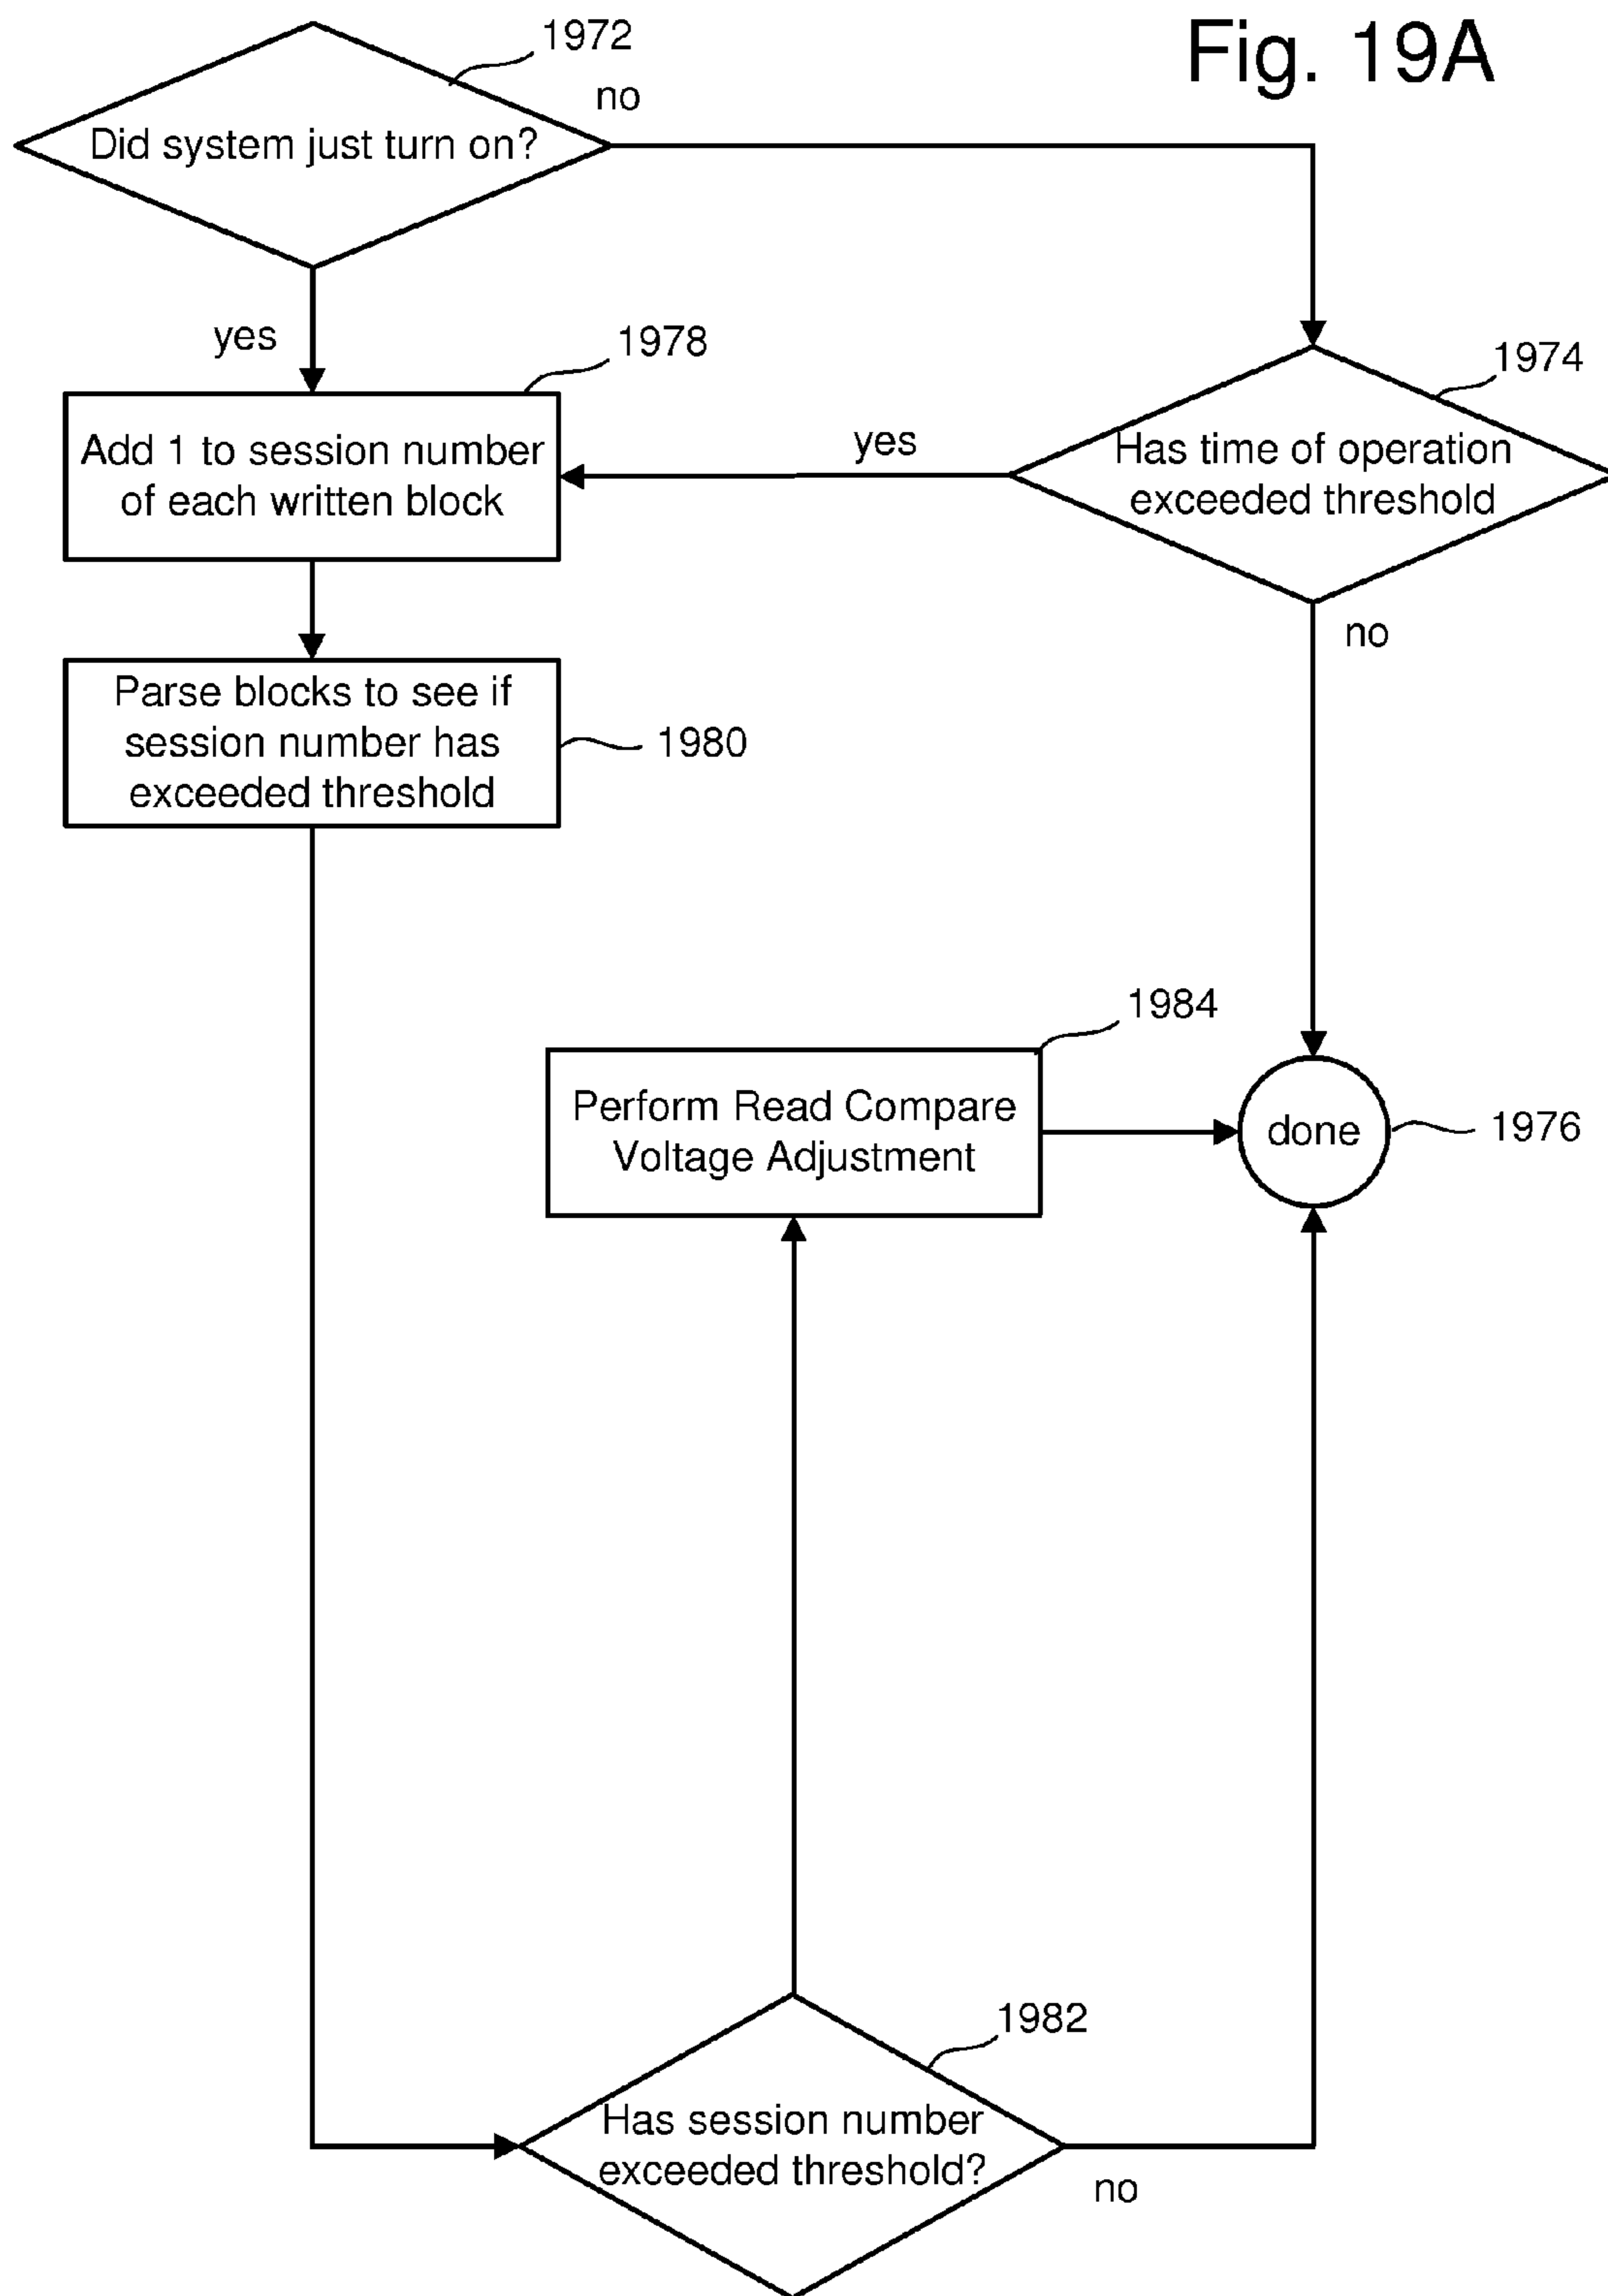 Fig. 19A
1972
no
Did system just turn on?
yes
1978
1974
Add 1 to session number
of each written block
yes
Has time of operation
exceeded threshold
no
Parse blocks to see if
session number has
exceeded threshold
1980
1984
Perform Read Compare
Voltage Adjustment
done
1976
1982
Has session number
exceeded threshold?
no